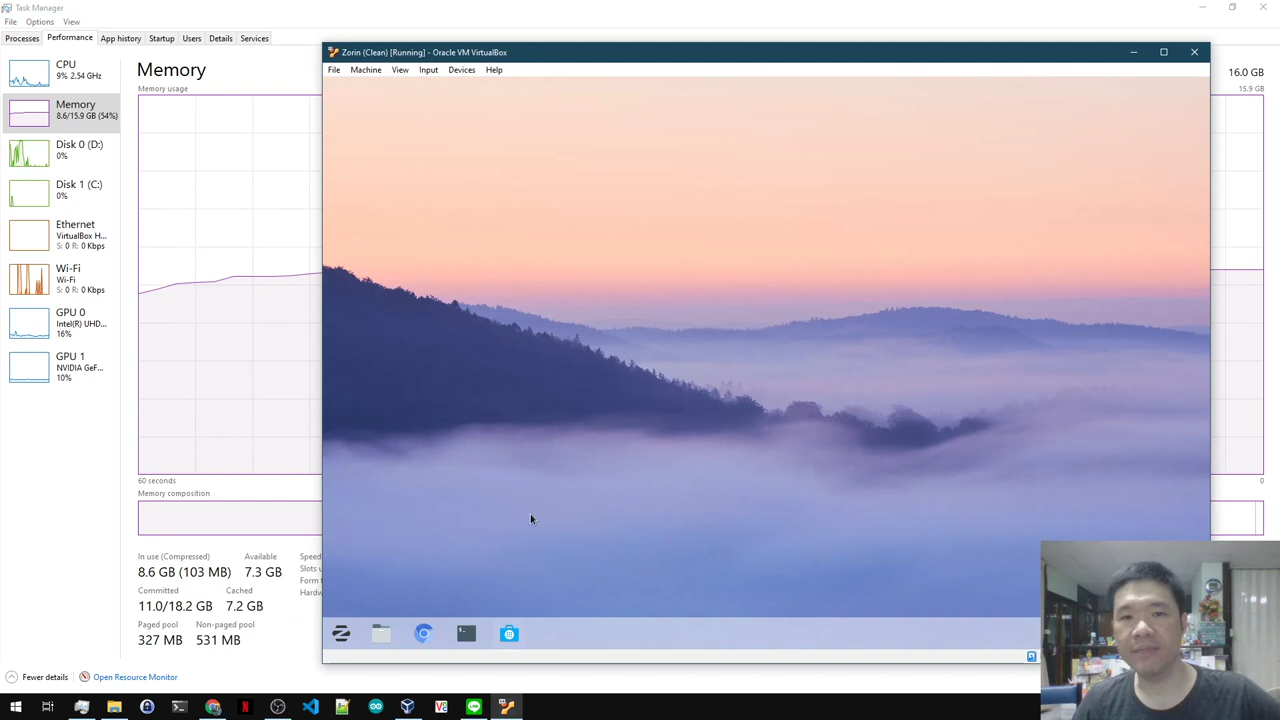 Task Manager
File Options View
Processes Performance App history Startup Users Details Services
CPU
9% 2.54 GHz
Memory
8.6/15.9 GB (54%)
Disk 0 (D:)
0%
Disk 1 (C:)
0%
Ethernet
VirtualBox H...
S: 0 R: 0 Kbps
Wi-Fi
Wi-Fi
S: 0 R: 0 Kbps
GPU 0
Intel(R) UHD...
16%
GPU 1
NVIDIA GeF...
10%
Memory
16.0 GB
Memory usage
15.9 GB
60 seconds
0
Memory composition
In use (Compressed)
8.6 GB (103 MB)
Available
7.3 GB
Speed
Slots u
Form f
Hardw
Committed
11.0/18.2 GB
Cached
7.2 GB
Paged pool
327 MB
Non-paged pool
531 MB
Fewer details
Open Resource Monitor
Zorin (Clean) [Running] - Oracle VM VirtualBox
File Machine View Input Devices Help